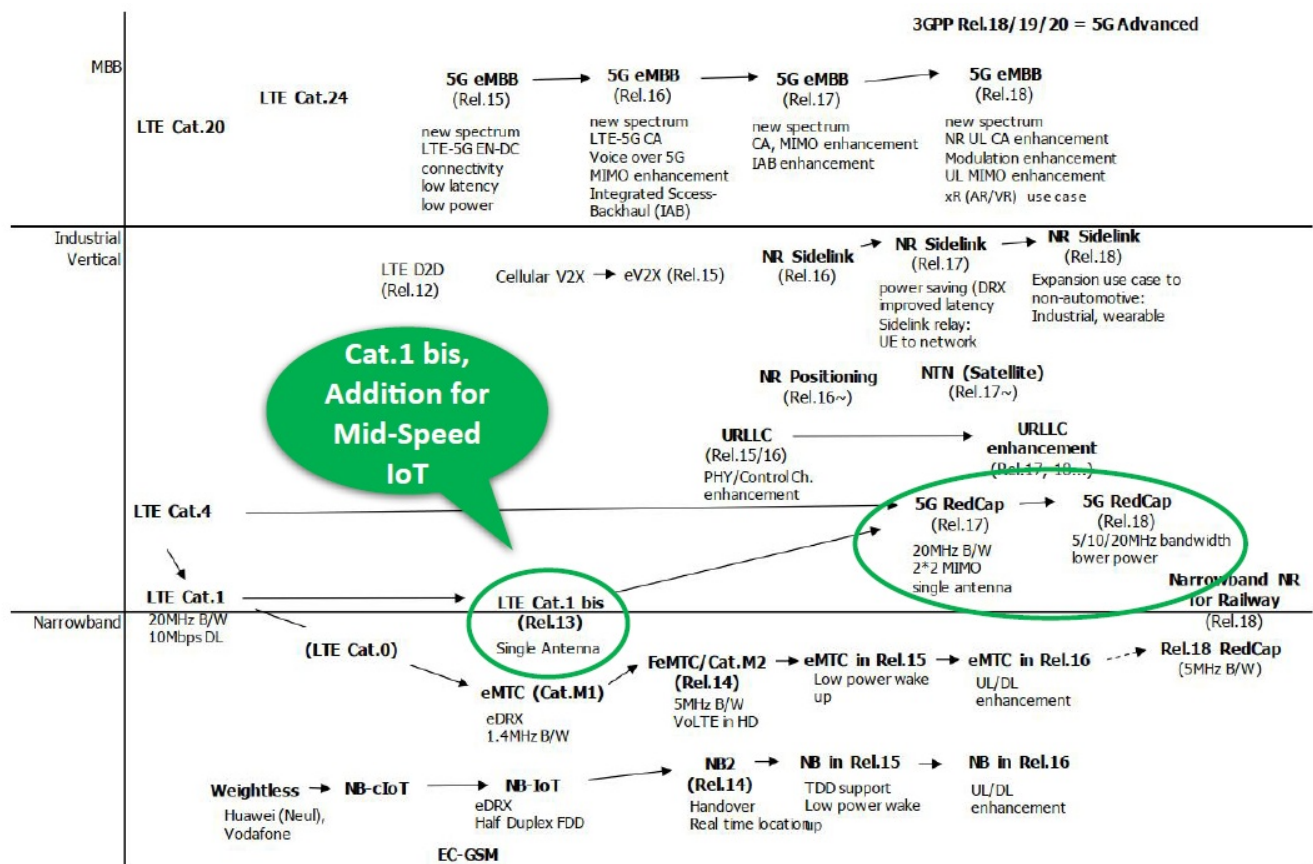 3GPP Rel.18/19/20 = 5G Advanced
MBB
LTE Cat.20
LTE Cat.24
5G eMBB
(Rel.15)
new spectrum
LTE-5G EN-DC
connectivity
low latency
low power
5G eMBB
(Rel.16)
new spectrum
LTE-5G CA
Voice over 5G
MIMO enhancement
Integrated Sccess-
Backhaul (IAB)
5G eMBB
(Rel.17)
new spectrum
CA, MIMO enhancement
IAB enhancement
5G eMBB
(Rel.18)
new spectrum
NR UL CA enhancement
Modulation enhancement
UL MIMO enhancement
xR (AR/VR) use case
Industrial
Vertical
LTE D2D
(Rel.12)
Cellular V2X
eV2X (Rel.15)
NR Sidelink
(Rel.16)
NR Sidelink
(Rel.17)
power saving (DRX
improved latency
Sidelink relay:
UE to network
NR Sidelink
(Rel.18)
Expansion use case to
non-automotive:
Industrial, wearable
Cat.1 bis,
Addition for
Mid-Speed
IoT
NR Positioning
(Rel.16~)
NTN (Satellite)
(Rel.17~)
URLLC
(Rel.15/16)
PHY/Control Ch.
enhancement
URLLC
enhancement
(Rel.17, 18...)
LTE Cat.4
5G RedCap
(Rel.17)
20MHz B/W
2*2 MIMO
single antenna
5G RedCap
(Rel.18)
5/10/20MHz bandwidth
lower power
LTE Cat.1
20MHz B/W
10Mbps DL
LTE Cat.1 bis
(Rel.13)
Single Antenna
Narrowband NR
for Railway
(Rel.18)
Narrowband
(LTE Cat.0)
eMTC (Cat.M1)
eDRX
1.4MHz B/W
FeMTC/Cat.M2
(Rel.14)
5MHz B/W
VoLTE in HD
eMTC in Rel.15
Low power wake
up
eMTC in Rel.16
UL/DL
enhancement
Rel.18 RedCap
(5MHz B/W)
Weightless
Huawei (Neul),
Vodafone
NB-cIoT
NB-IoT
eDRX
Half Duplex FDD
NB2
(Rel.14)
Handover
Real time location
NB in Rel.15
TDD support
Low power wake
up
NB in Rel.16
UL/DL
enhancement
EC-GSM